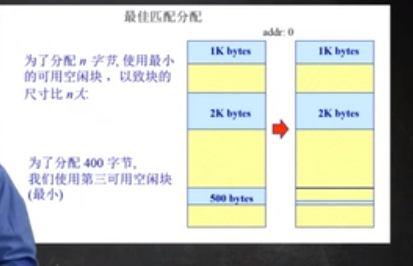 最佳匹配分配
addr: 0
为了分配 n 字节, 使用最小
的可用空闲块，以致块的
尺寸比 n大.
为了分配 400 字节,
我们使用第三可用空闲块
(最小)
1K bytes
2K bytes
500 bytes
1K bytes
2K bytes